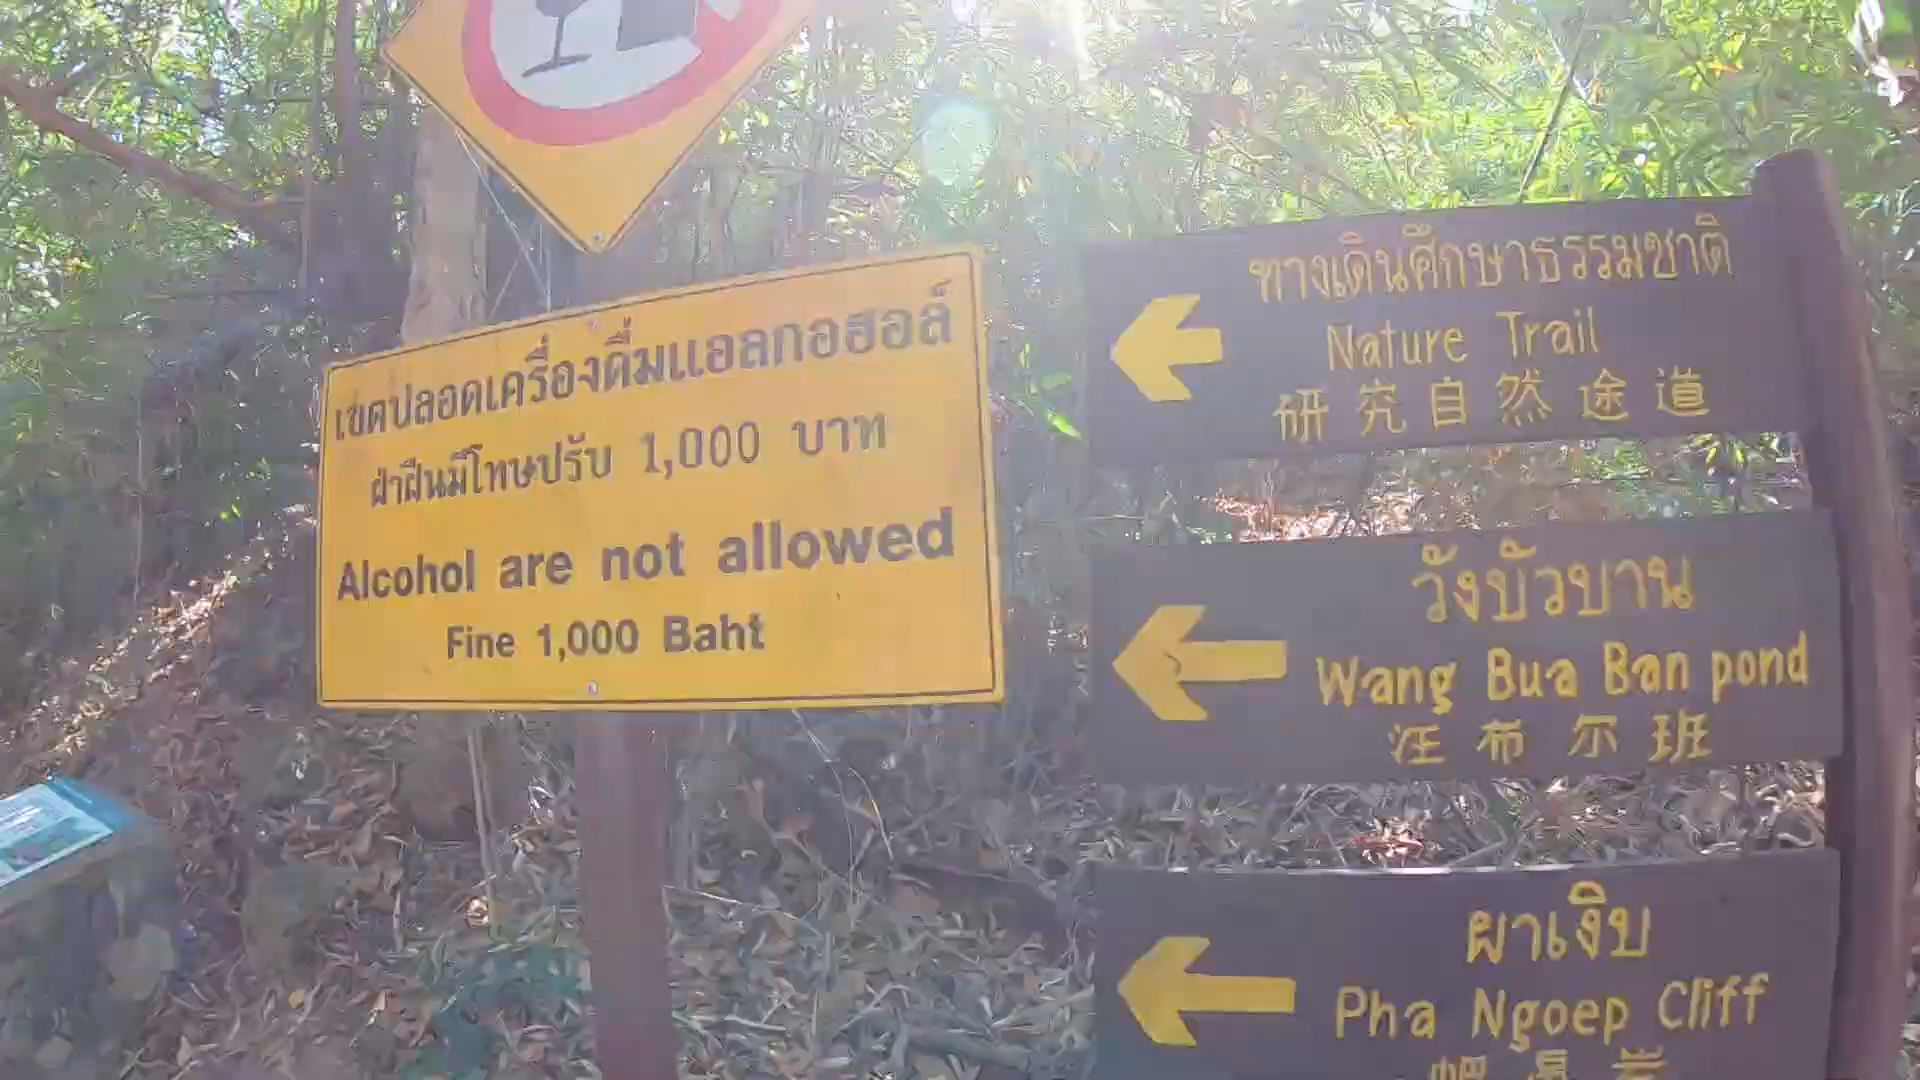 เขตปลอดเครื่องดื่มแอลกอฮอล์
ฝ่าฝืนมีโทษปรับ 1,000 บาท
Alcohol are not allowed
Fine 1,000 Baht
ทางเดินศึกษาธรรมชาติ
Nature Trail
研究自然途道
วังบัวบาน
Wang Bua Ban pond
汪布尔班
ผาเงิบ
Pha Ngoep Cliff